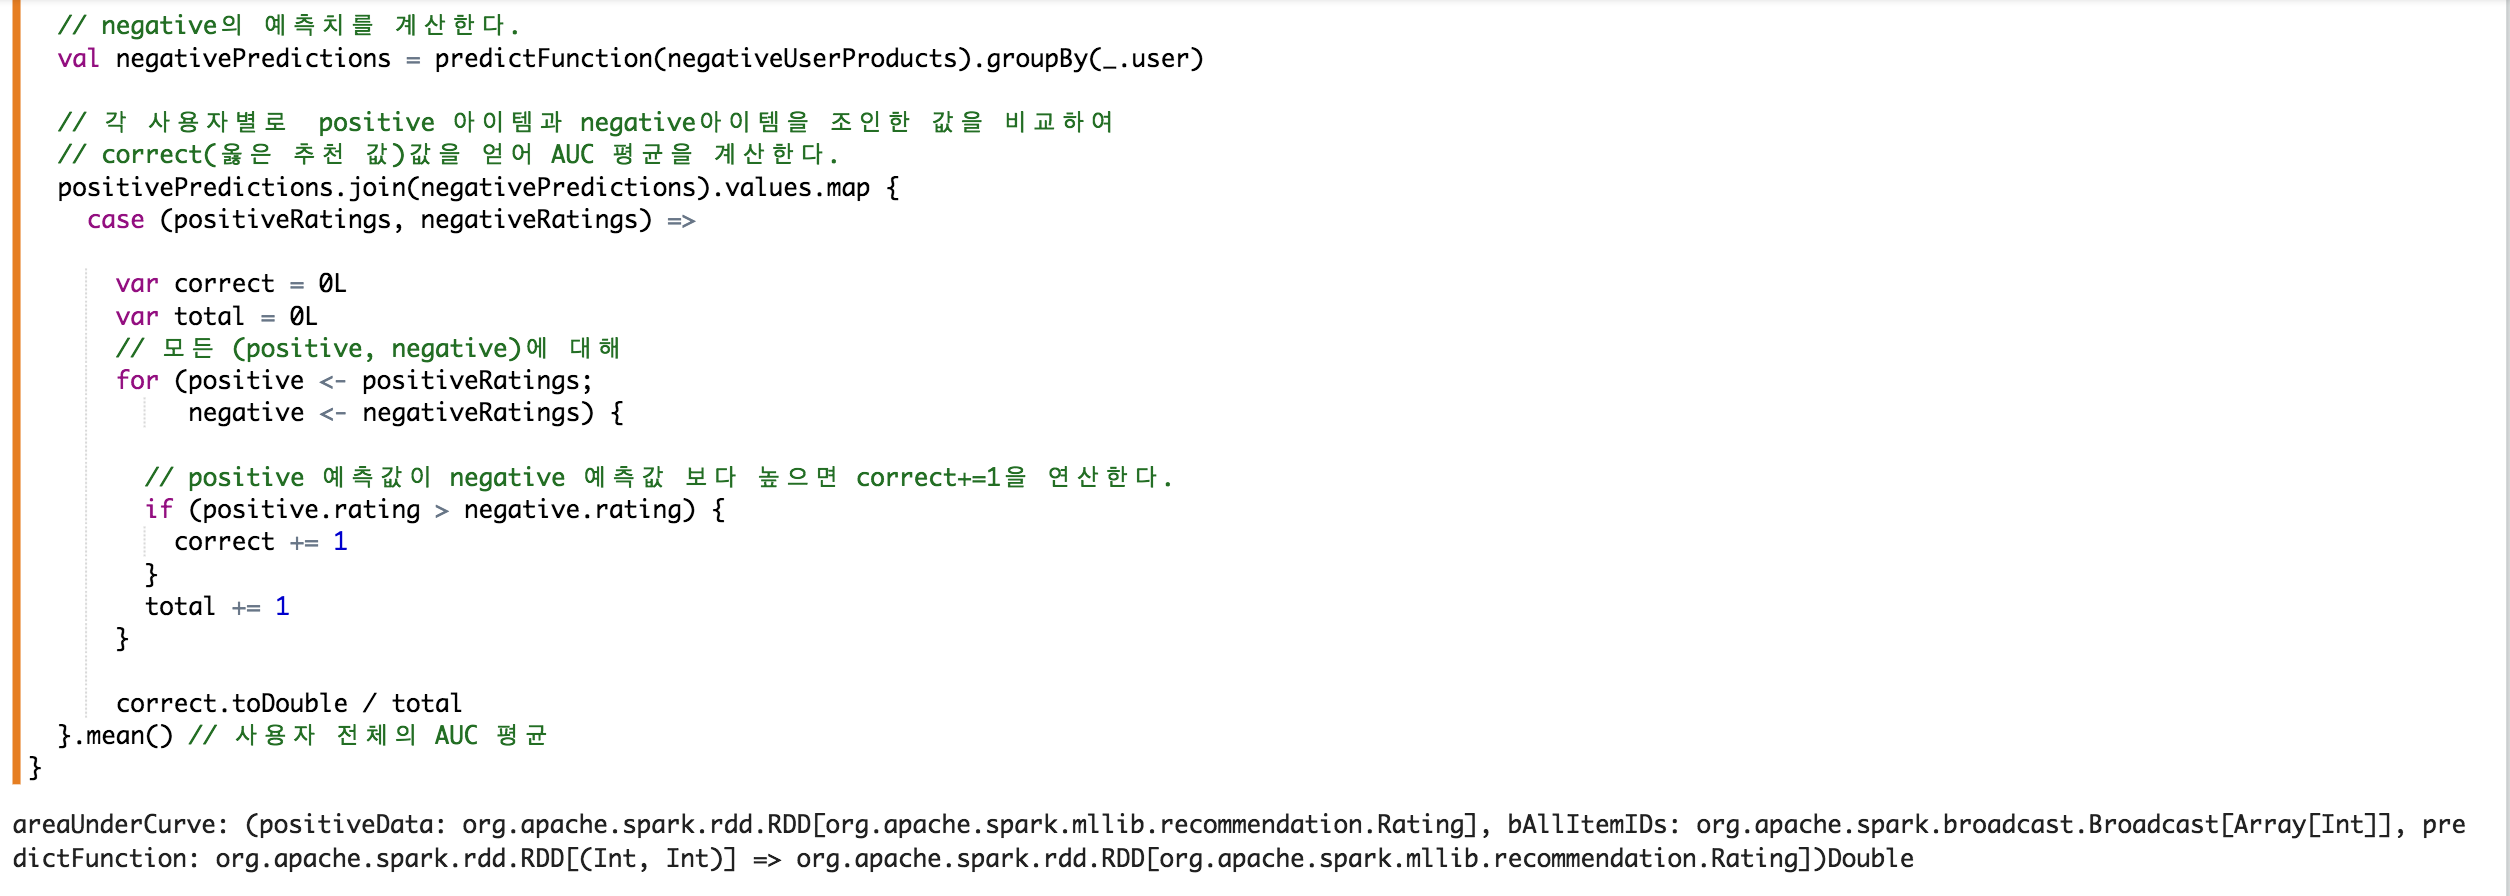 // negative의 예측치를 계산한다.
val negativePredictions = predictFunction(negativeUserProducts).groupBy(_.user)
// 각 사용자별로  positive 아이템과 negative아이템을 조인한 값을 비교하여
// correct(옳은 추천 값)값을 얻어 AUC 평균을 계산한다.
positivePredictions.join(negativePredictions).values.map {
case (positiveRatings, negativeRatings) =>
var correct = 0L
var total = 0L
// 모든 (positive, negative)에 대해
for (positive <- positiveRatings;
negative <- negativeRatings) {
// positive 예측값이 negative 예측값 보다 높으면 correct+=1을 연산한다.
if (positive.rating > negative.rating) {
correct += 1
}
total += 1
}
correct.toDouble / total
}.mean() // 사용자 전체의 AUC 평균
}
areaUnderCurve: (positiveData: org.apache.spark.rdd.RDD[org.apache.spark.mllib.recommendation.Rating], bAllItemIDs: org.apache.spark.broadcast.Broadcast[Array[Int]], pre
dictFunction: org.apache.spark.rdd.RDD[(Int, Int)] => org.apache.spark.rdd.RDD[org.apache.spark.mllib.recommendation.Rating])Double